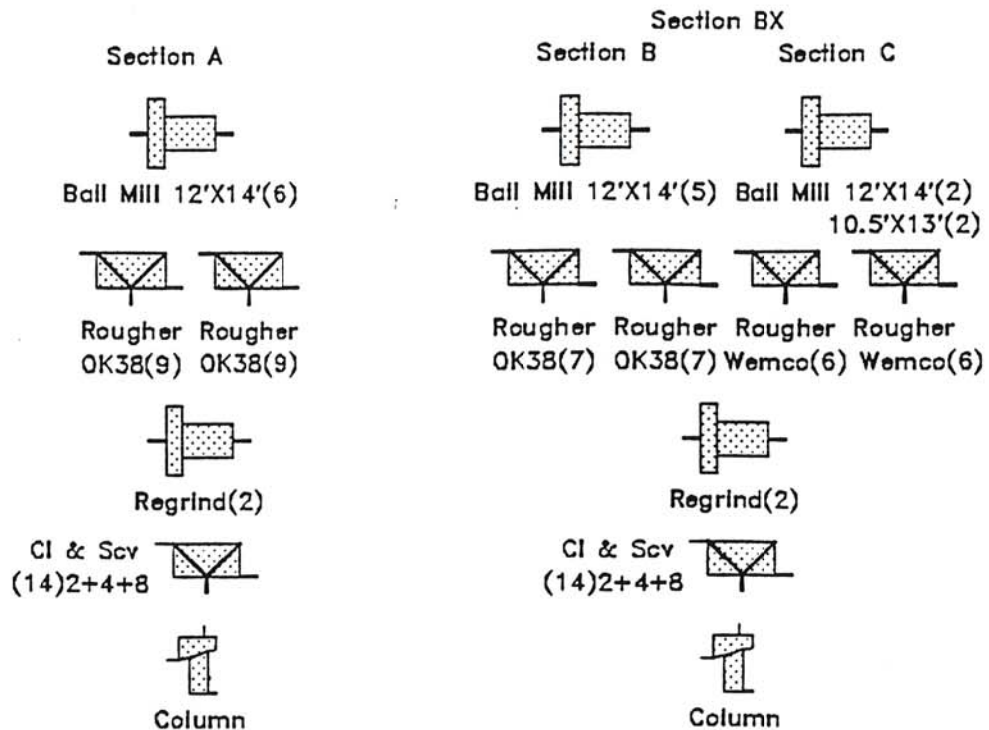 Section BX
Section A
Section B
Section C
Ball Mill 12'X14'(6)
Ball Mill 12'X14'(5)
Ball Mill 12'X14'(2)
10.5'X13'(2)
Rougher
OK38(9)
Rougher
OK38(9)
Rougher
OK38(7)
Rougher
OK38(7)
Rougher
Wemco(6)
Rougher
Wemco(6)
Regrind(2)
Regrind(2)
Cl & Scv
(14)2+4+8
Cl & Scv
(14)2+4+8
Column
Column